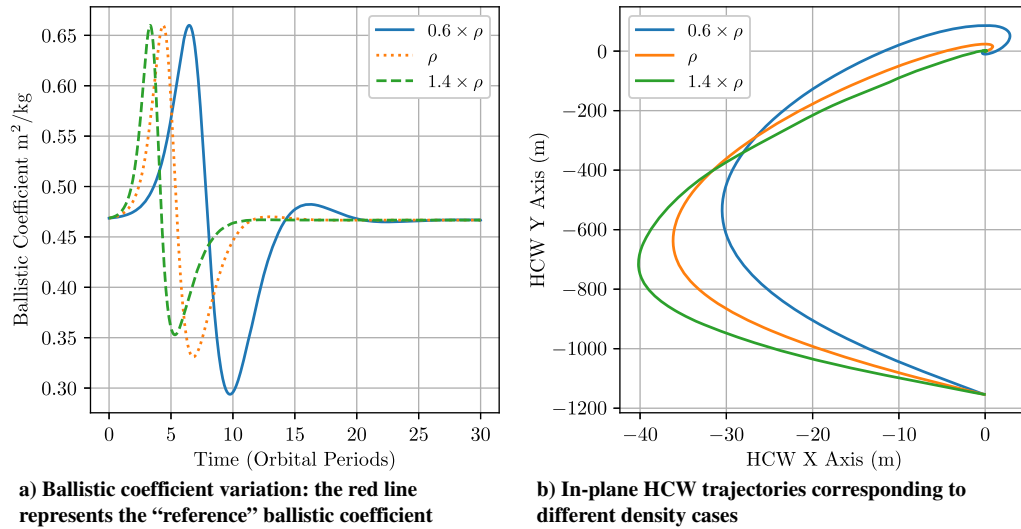 0.65
0.60
0.55
0.50
0.45
0.40
0.35
0.30
Ballistic Coefficient m²/kg
0.6 × ρ
ρ
1.4 × ρ
0 5 10 15 20 25 30
Time (Orbital Periods)
a) Ballistic coefficient variation: the red line
represents the “reference” ballistic coefficient
0
−200
−400
−600
−800
−1000
−1200
HCW Y Axis (m)
0.6 × ρ
ρ
1.4 × ρ
−40 −30 −20 −10 0
HCW X Axis (m)
b) In-plane HCW trajectories corresponding to
different density cases